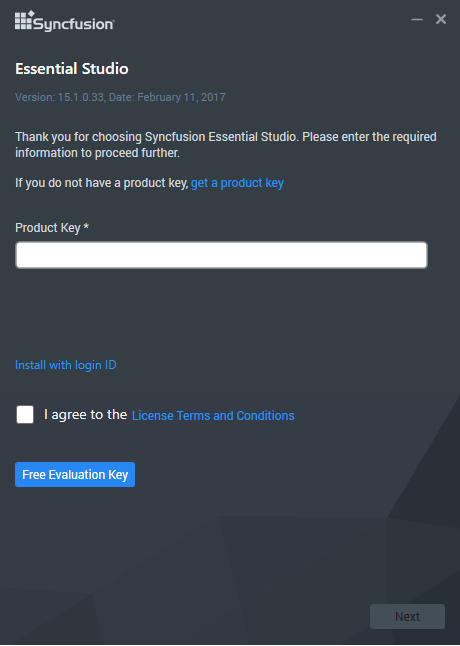 Syncfusion
Essential Studio
Version: 15.1.0.33, Date: February 11, 2017
Thank you for choosing Syncfusion Essential Studio. Please enter the required
information to proceed further.
If you do not have a product key, get a product key
Product Key *
Install with login ID
I agree to the License Terms and Conditions
Free Evaluation Key
Next